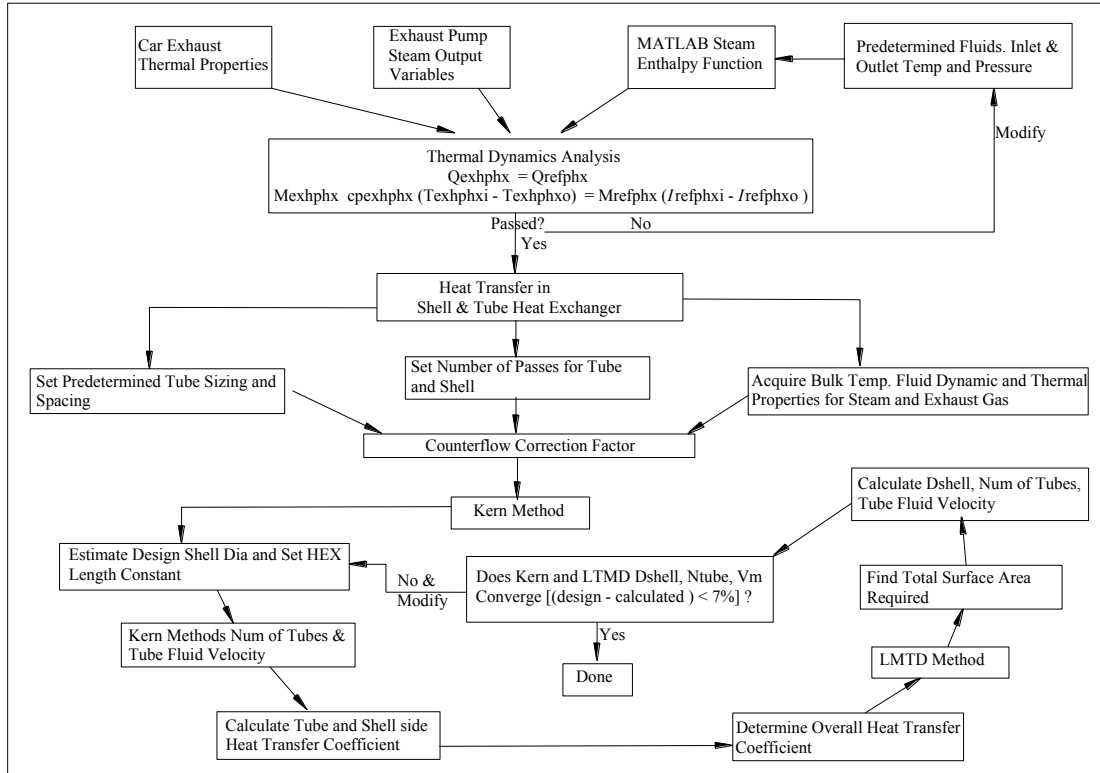 Car Exhaust
Thermal Properties
Exhaust Pump
Steam Output
Variables
MATLAB Steam
Enthalpy Function
Predetermined Fluids. Inlet &
Outlet Temp and Pressure
Modify
Thermal Dynamics Analysis
Qexhphx = Qrefphx
Mexhphx cpexhphx (Texhphxi - Texhphxo) = Mrefphx (Irefphxi - Irefphxo )
Passed?
No
Yes
Heat Transfer in
Shell & Tube Heat Exchanger
Set Predetermined Tube Sizing and
Spacing
Set Number of Passes for Tube
and Shell
Acquire Bulk Temp. Fluid Dynamic and Thermal
Properties for Steam and Exhaust Gas
Counterflow Correction Factor
Kern Method
Calculate Dshell, Num of Tubes,
Tube Fluid Velocity
Estimate Design Shell Dia and Set HEX
Length Constant
No &
Modify
Does Kern and LTMD Dshell, Ntube, Vm
Converge [(design - calculated ) < 7%] ?
Find Total Surface Area
Required
Kern Methods Num of Tubes &
Tube Fluid Velocity
Yes
Done
LMTD Method
Calculate Tube and Shell side
Heat Transfer Coefficient
Determine Overall Heat Transfer
Coefficient